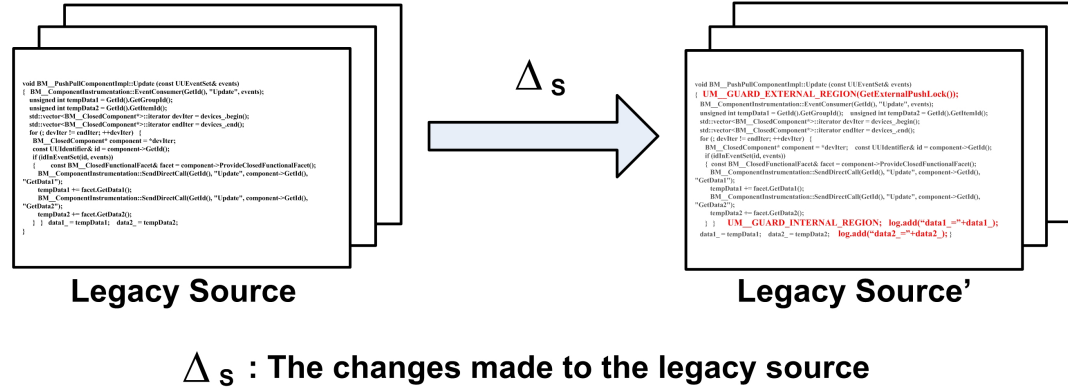 void BM__PushPullComponentImpl::Update (const UUEventSet& events)
{ BM__ComponentInstrumentation::EventConsumer(GetId(), "Update", events);
unsigned int tempData1 = GetId().GetGroupId();
unsigned int tempData2 = GetId().GetItemId();
std::vector<BM__ClosedComponent*>::iterator devIter = devices_.begin();
std::vector<BM__ClosedComponent*>::iterator endIter = devices_.end();
for (; devIter != endIter; ++devIter) {
BM__ClosedComponent* component = *devIter;
const UUIdentifier& id = component->GetId();
if (idInEventSet(id, events))
{ const BM__ClosedFunctionalFacet& facet = component->ProvideClosedFunctionalFacet();
BM__ComponentInstrumentation::SendDirectCall(GetId(), "Update", component->GetId(),
"GetData1");
tempData1 += facet.GetData1();
BM__ComponentInstrumentation::SendDirectCall(GetId(), "Update", component->GetId(),
"GetData2");
tempData2 += facet.GetData2();
} } data1_ = tempData1; data2_ = tempData2;
}
Legacy Source
Δ S
void BM__PushPullComponentImpl::Update (const UUEventSet& events)
{ UM__GUARD_EXTERNAL_REGION(GetExternalPushLock());
BM__ComponentInstrumentation::EventConsumer(GetId(), "Update", events);
unsigned int tempData1 = GetId().GetGroupId(); unsigned int tempData2 = GetId().GetItemId();
std::vector<BM__ClosedComponent*>::iterator devIter = devices_.begin();
std::vector<BM__ClosedComponent*>::iterator endIter = devices_.end();
for (; devIter != endIter; ++devIter) {
BM__ClosedComponent* component = *devIter; const UUIdentifier& id = component->GetId();
if (idInEventSet(id, events))
{ const BM__ClosedFunctionalFacet& facet = component->ProvideClosedFunctionalFacet();
BM__ComponentInstrumentation::SendDirectCall(GetId(), "Update", component->GetId(),
"GetData1");
tempData1 += facet.GetData1();
BM__ComponentInstrumentation::SendDirectCall(GetId(), "Update", component->GetId(),
"GetData2");
tempData2 += facet.GetData2();
} } UM__GUARD_INTERNAL_REGION; log.add(“data1_=”+data1_);
data1_ = tempData1; data2_ = tempData2; log.add(“data2_=”+data2_); }
Legacy Source’
Δ S : The changes made to the legacy source